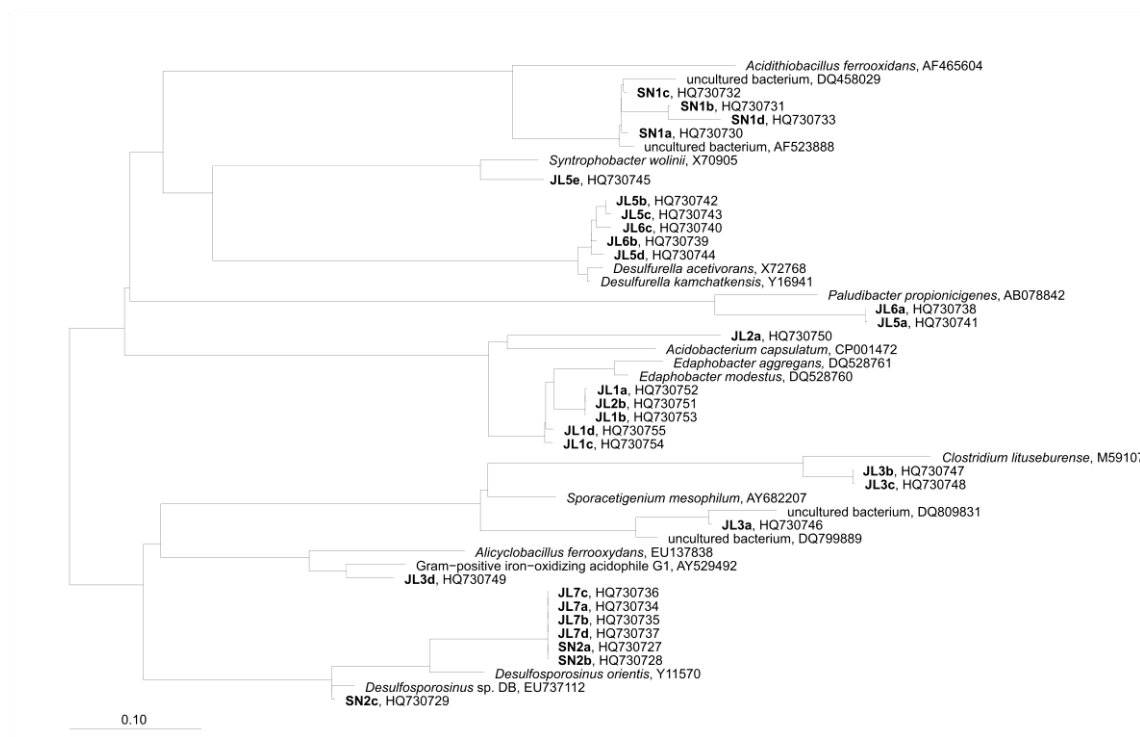 Acidithiobacillus ferrooxidans, AF465604
uncultured bacterium, DQ458029
SN1c, HQ730732
SN1b, HQ730731
SN1d, HQ730733
SN1a, HQ730730
uncultured bacterium, AF523888
Syntrophobacter wolinii, X70905
JL5e, HQ730745
JL5b, HQ730742
JL5c, HQ730743
JL6c, HQ730740
JL6b, HQ730739
JL5d, HQ730744
Desulfurella acetivorans, X72768
Desulfurella kamchatkensis, Y16941
Paludibacter propionicigenes, AB078842
JL6a, HQ730738
JL5a, HQ730741
JL2a, HQ730750
Acidobacterium capsulatum, CP001472
Edaphobacter aggregans, DQ528761
Edaphobacter modestus, DQ528760
JL1a, HQ730752
JL2b, HQ730751
JL1b, HQ730753
JL1d, HQ730755
JL1c, HQ730754
Clostridium lituseburense, M59107
JL3b, HQ730747
JL3c, HQ730748
Sporacetigenium mesophilum, AY682207
uncultured bacterium, DQ809831
JL3a, HQ730746
uncultured bacterium, DQ799889
Alicyclobacillus ferrooxydans, EU137838
Gram−positive iron−oxidizing acidophile G1, AY529492
JL3d, HQ730749
JL7c, HQ730736
JL7a, HQ730734
JL7b, HQ730735
JL7d, HQ730737
SN2a, HQ730727
SN2b, HQ730728
Desulfosporosinus orientis, Y11570
Desulfosporosinus sp. DB, EU737112
SN2c, HQ730729
0.10